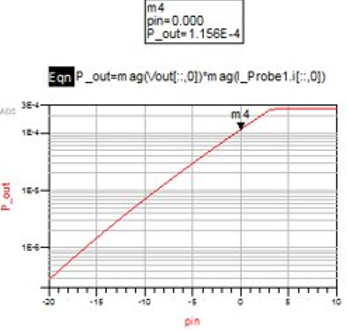 m4
pin=0.000
P_out=1.156E-4
Eqn P_out=mag(Vout[::,0])*mag(I_Probe1.i[::,0])
ADS
3E-4
m4
1E-4
1E-5
1E-6
P_out
-20 -15 -10 -5 0 5 10
pin